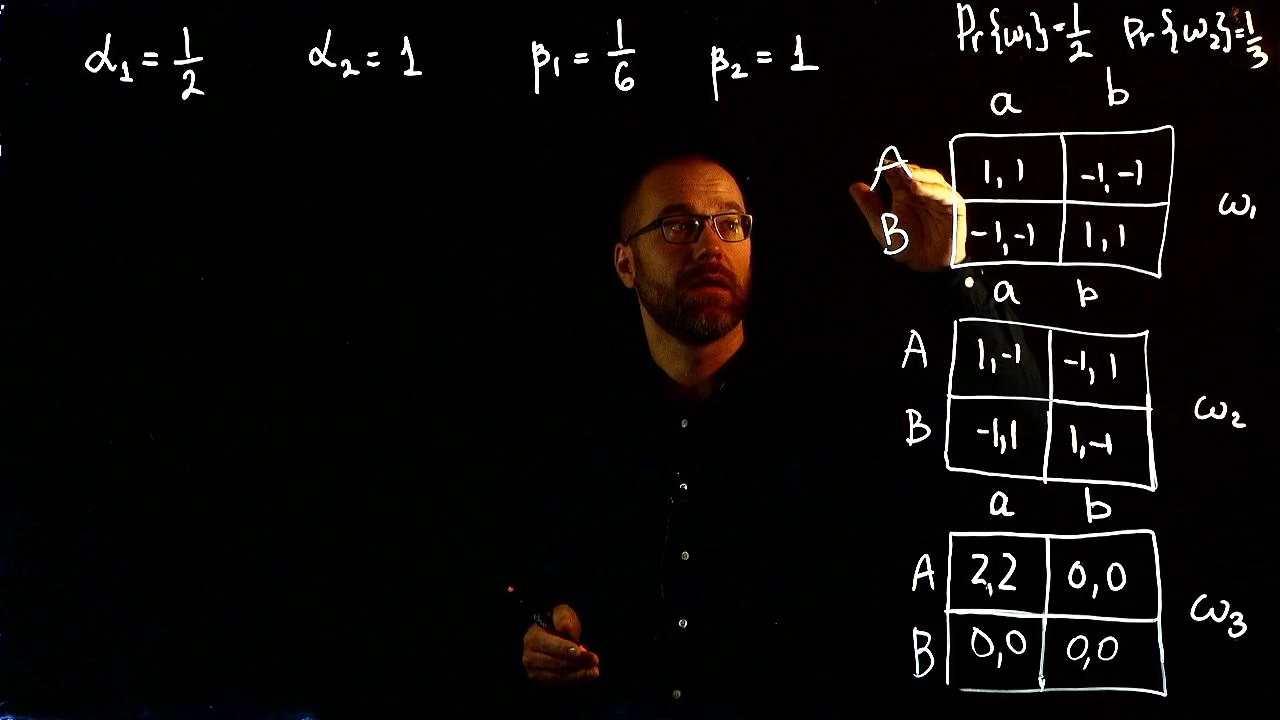 α₁ = 1/2 α₂ = 1 β₁ = 1/6 β₂ = 1
Pr{ω₁}=1/2 Pr{ω₂}=1/3
a b
A 1,1 -1,-1
ω₁
B -1,-1 1,1
a b
A 1,-1 -1,1
ω₂
B -1,1 1,-1
a b
A 2,2 0,0
ω₃
B 0,0 0,0